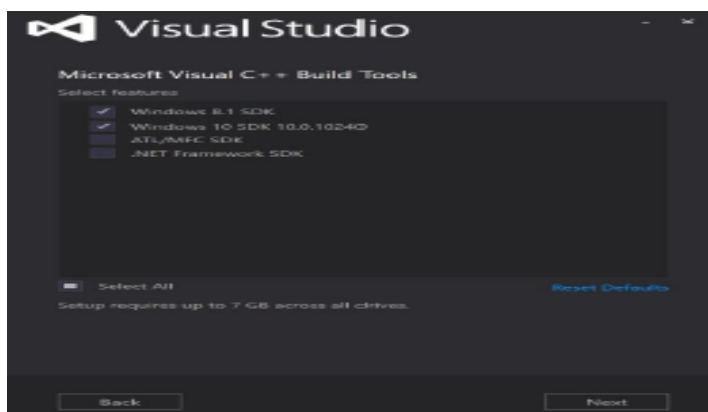 Visual Studio
Microsoft Visual C++ Build Tools
Select features
Windows 8.1 SDK
Windows 10 SDK 10.0.10240
ATL/MFC SDK
.NET Framework SDK
Select All
Reset Defaults
Setup requires up to 7 GB across all drives.
Back
Next